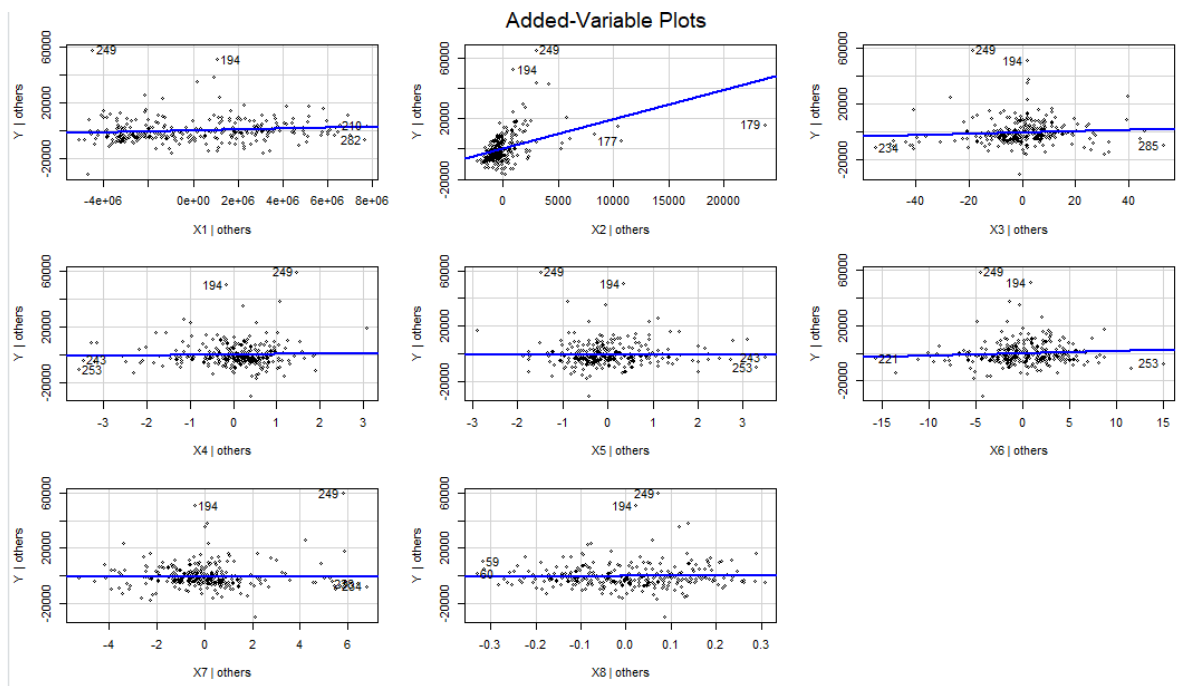 Added-Variable Plots
Y | others
60000
20000
-20000
249
194
210
282
-4e+06 0e+00 2e+06 4e+06 6e+06 8e+06
X1 | others
Y | others
60000
20000
-20000
249
194
179
177
0 5000 10000 15000 20000
X2 | others
Y | others
60000
20000
-20000
249
194
234
285
-40 -20 0 20 40
X3 | others
Y | others
60000
20000
-20000
249
194
243
253
-3 -2 -1 0 1 2 3
X4 | others
Y | others
60000
20000
-20000
249
194
243
253
-3 -2 -1 0 1 2 3
X5 | others
Y | others
60000
20000
-20000
249
194
221
253
-15 -10 -5 0 5 10 15
X6 | others
Y | others
60000
20000
-20000
249
194
234
-4 -2 0 2 4 6
X7 | others
Y | others
60000
20000
-20000
249
194
59
60
-0.3 -0.2 -0.1 0.0 0.1 0.2 0.3
X8 | others